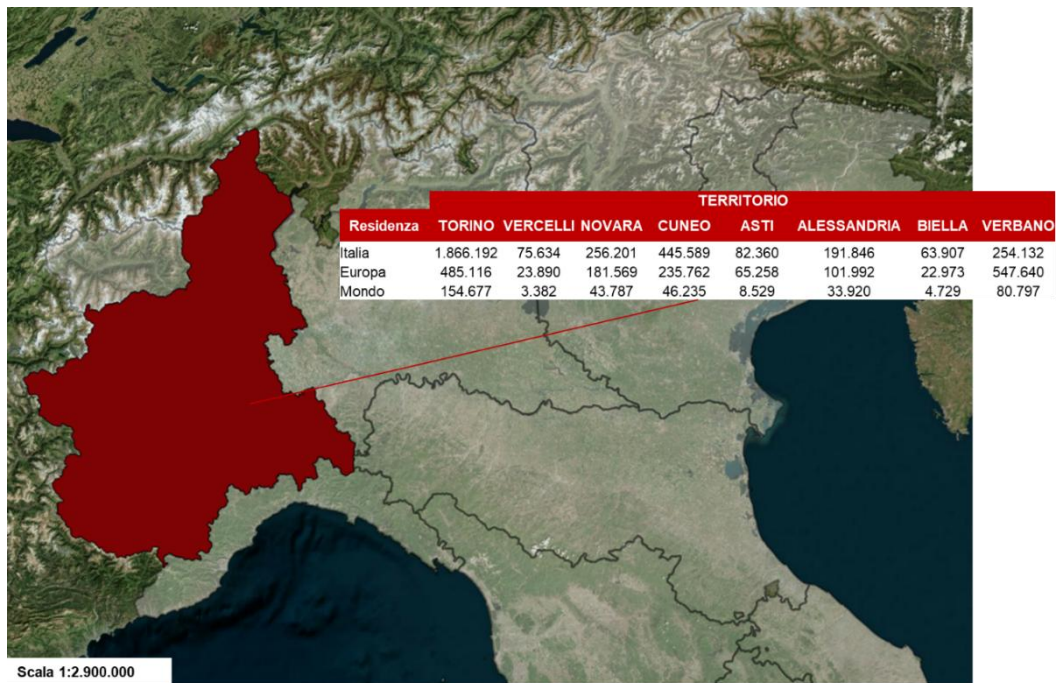 TERRITORIO
Residenza TORINO VERCELLI NOVARA CUNEO ASTI ALESSANDRIA BIELLA VERBANO
Italia 1.866.192 75.634 256.201 445.589 82.360 191.846 63.907 254.132
Europa 485.116 23.890 181.569 235.762 65.258 101.992 22.973 547.640
Mondo 154.677 3.382 43.787 46.235 8.529 33.920 4.729 80.797
Scala 1:2.900.000